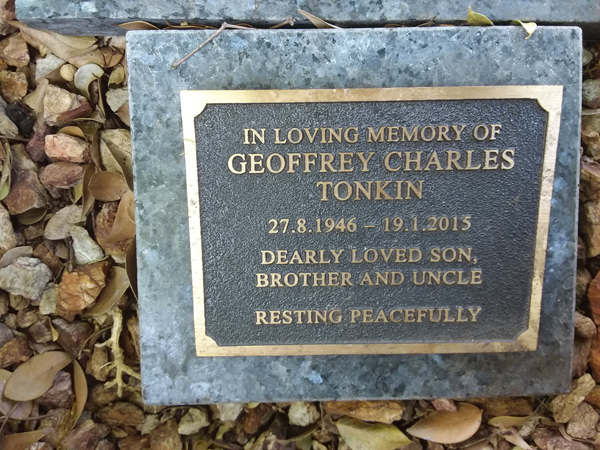 IN LOVING MEMORY OF
GEOFFREY CHARLES
TONKIN
27.8.1946 – 19.1.2015
DEARLY LOVED SON,
BROTHER AND UNCLE
RESTING PEACEFULLY